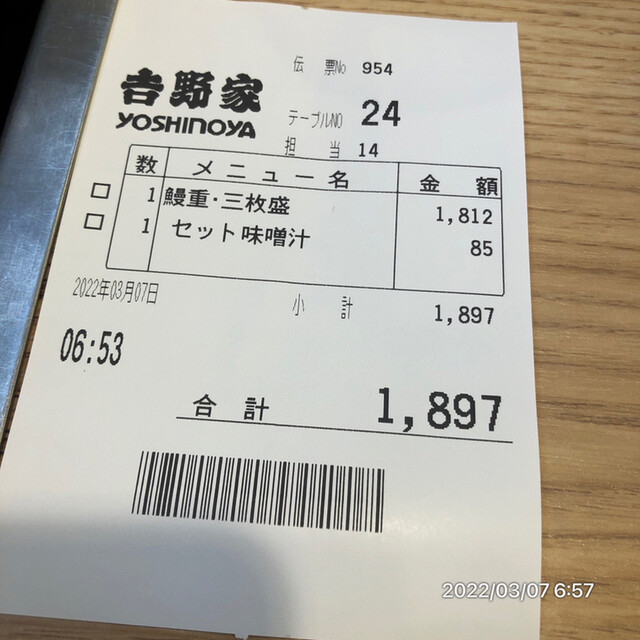 伝 票No 954
吉野家
YOSHINOYA
テーブルNO 24
担 当 14
数 メニュー名 金 額
1 鰻重・三枚盛 1,812
1 セット味噌汁 85
2022年03月07日
小 計 1,897
06:53
合 計 1,897
2022/03/07 6:57